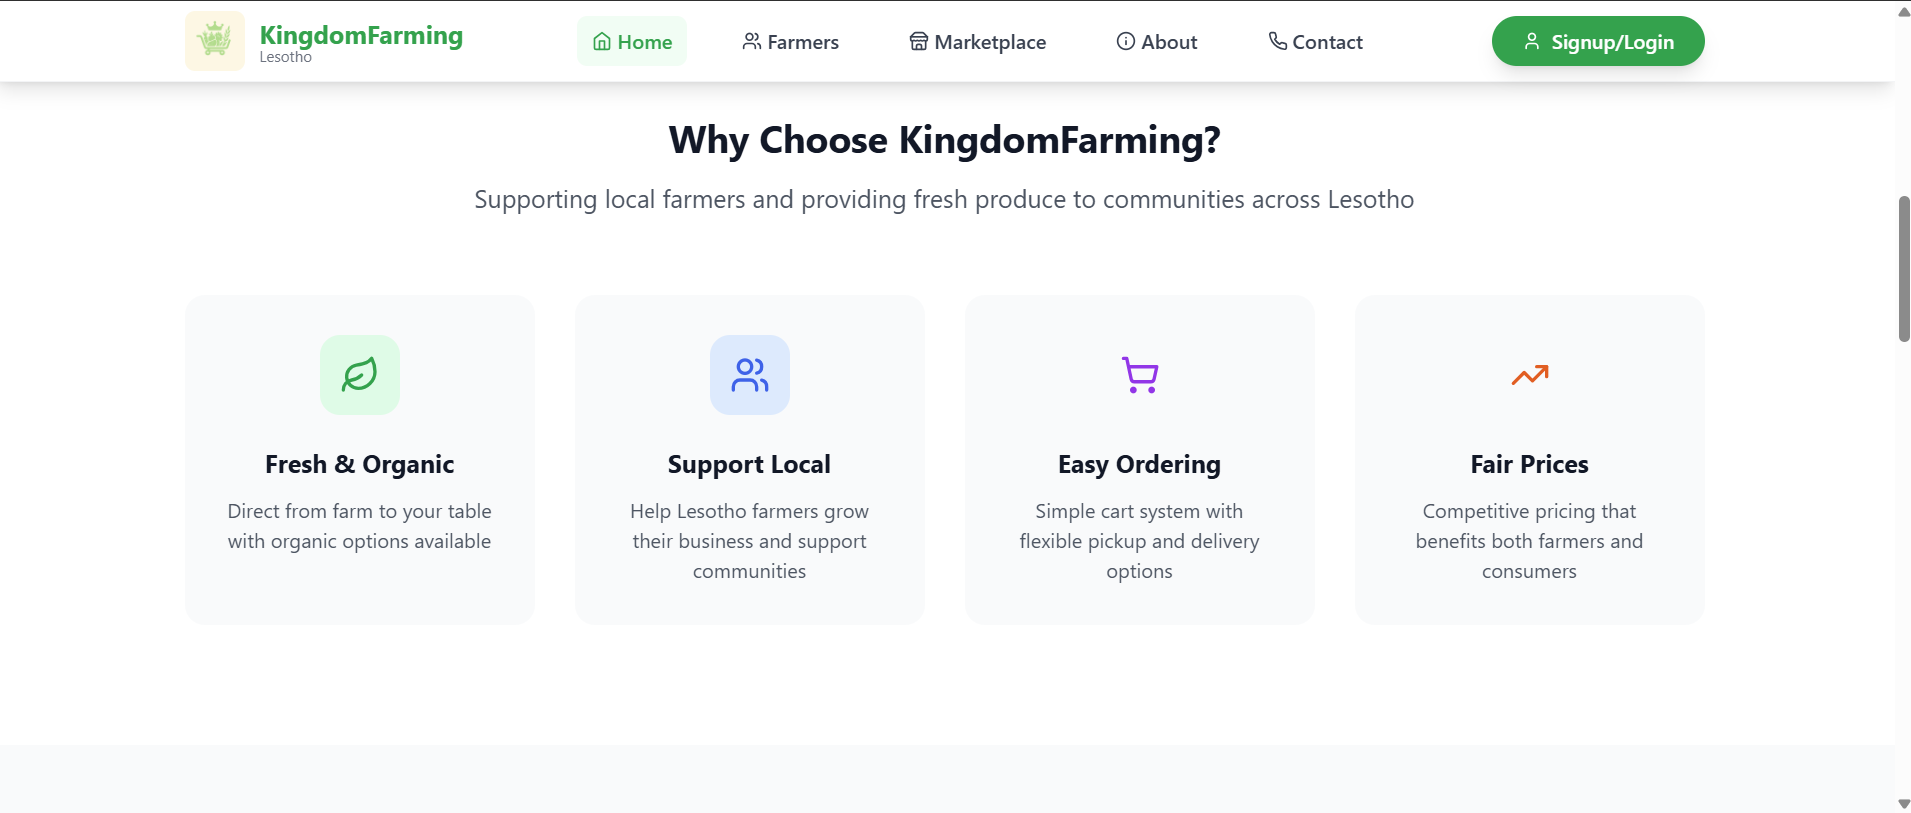 KingdomFarming
Lesotho
Home
Farmers
Marketplace
About
Contact
Signup/Login
Why Choose KingdomFarming?
Supporting local farmers and providing fresh produce to communities across Lesotho
Fresh & Organic
Direct from farm to your table
with organic options available
Support Local
Help Lesotho farmers grow
their business and support
communities
Easy Ordering
Simple cart system with
flexible pickup and delivery
options
Fair Prices
Competitive pricing that
benefits both farmers and
consumers